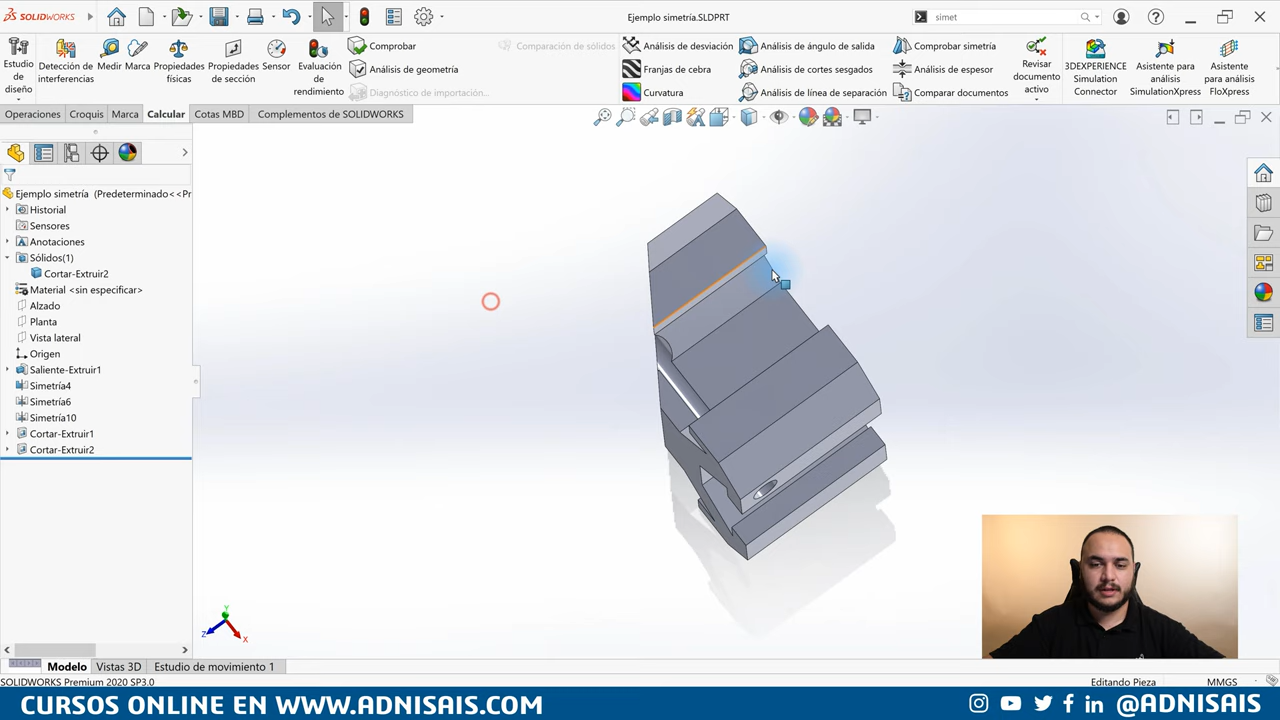 SOLIDWORKS
Ejemplo simetría.SLDPRT
simet
Estudio de diseño
Detección de interferencias
Medir
Marca
Propiedades físicas
Propiedades de sección
Sensor
Evaluación de rendimiento
Comprobar
Análisis de geometría
Diagnóstico de importación...
Comparación de sólidos
Análisis de desviación
Franjas de cebra
Curvatura
Análisis de ángulo de salida
Análisis de cortes sesgados
Análisis de línea de separación
Comprobar simetría
Análisis de espesor
Comparar documentos
Revisar documento activo
3DEXPERIENCE Simulation Connector
Asistente para análisis SimulationXpress
Asistente para análisis FloXpress
Operaciones
Croquis
Marca
Calcular
Cotas MBD
Complementos de SOLIDWORKS
Ejemplo simetría (Predeterminado<<Pr
Historial
Sensores
Anotaciones
Sólidos(1)
Cortar-Extruir2
Material <sin especificar>
Alzado
Planta
Vista lateral
Origen
Saliente-Extruir1
Simetría4
Simetría6
Simetría10
Cortar-Extruir1
Cortar-Extruir2
Y
Z
X
Modelo
Vistas 3D
Estudio de movimiento 1
SOLIDWORKS Premium 2020 SP3.0
Editando Pieza
MMGS
CURSOS ONLINE EN WWW.ADNISAIS.COM
@ADNISAIS